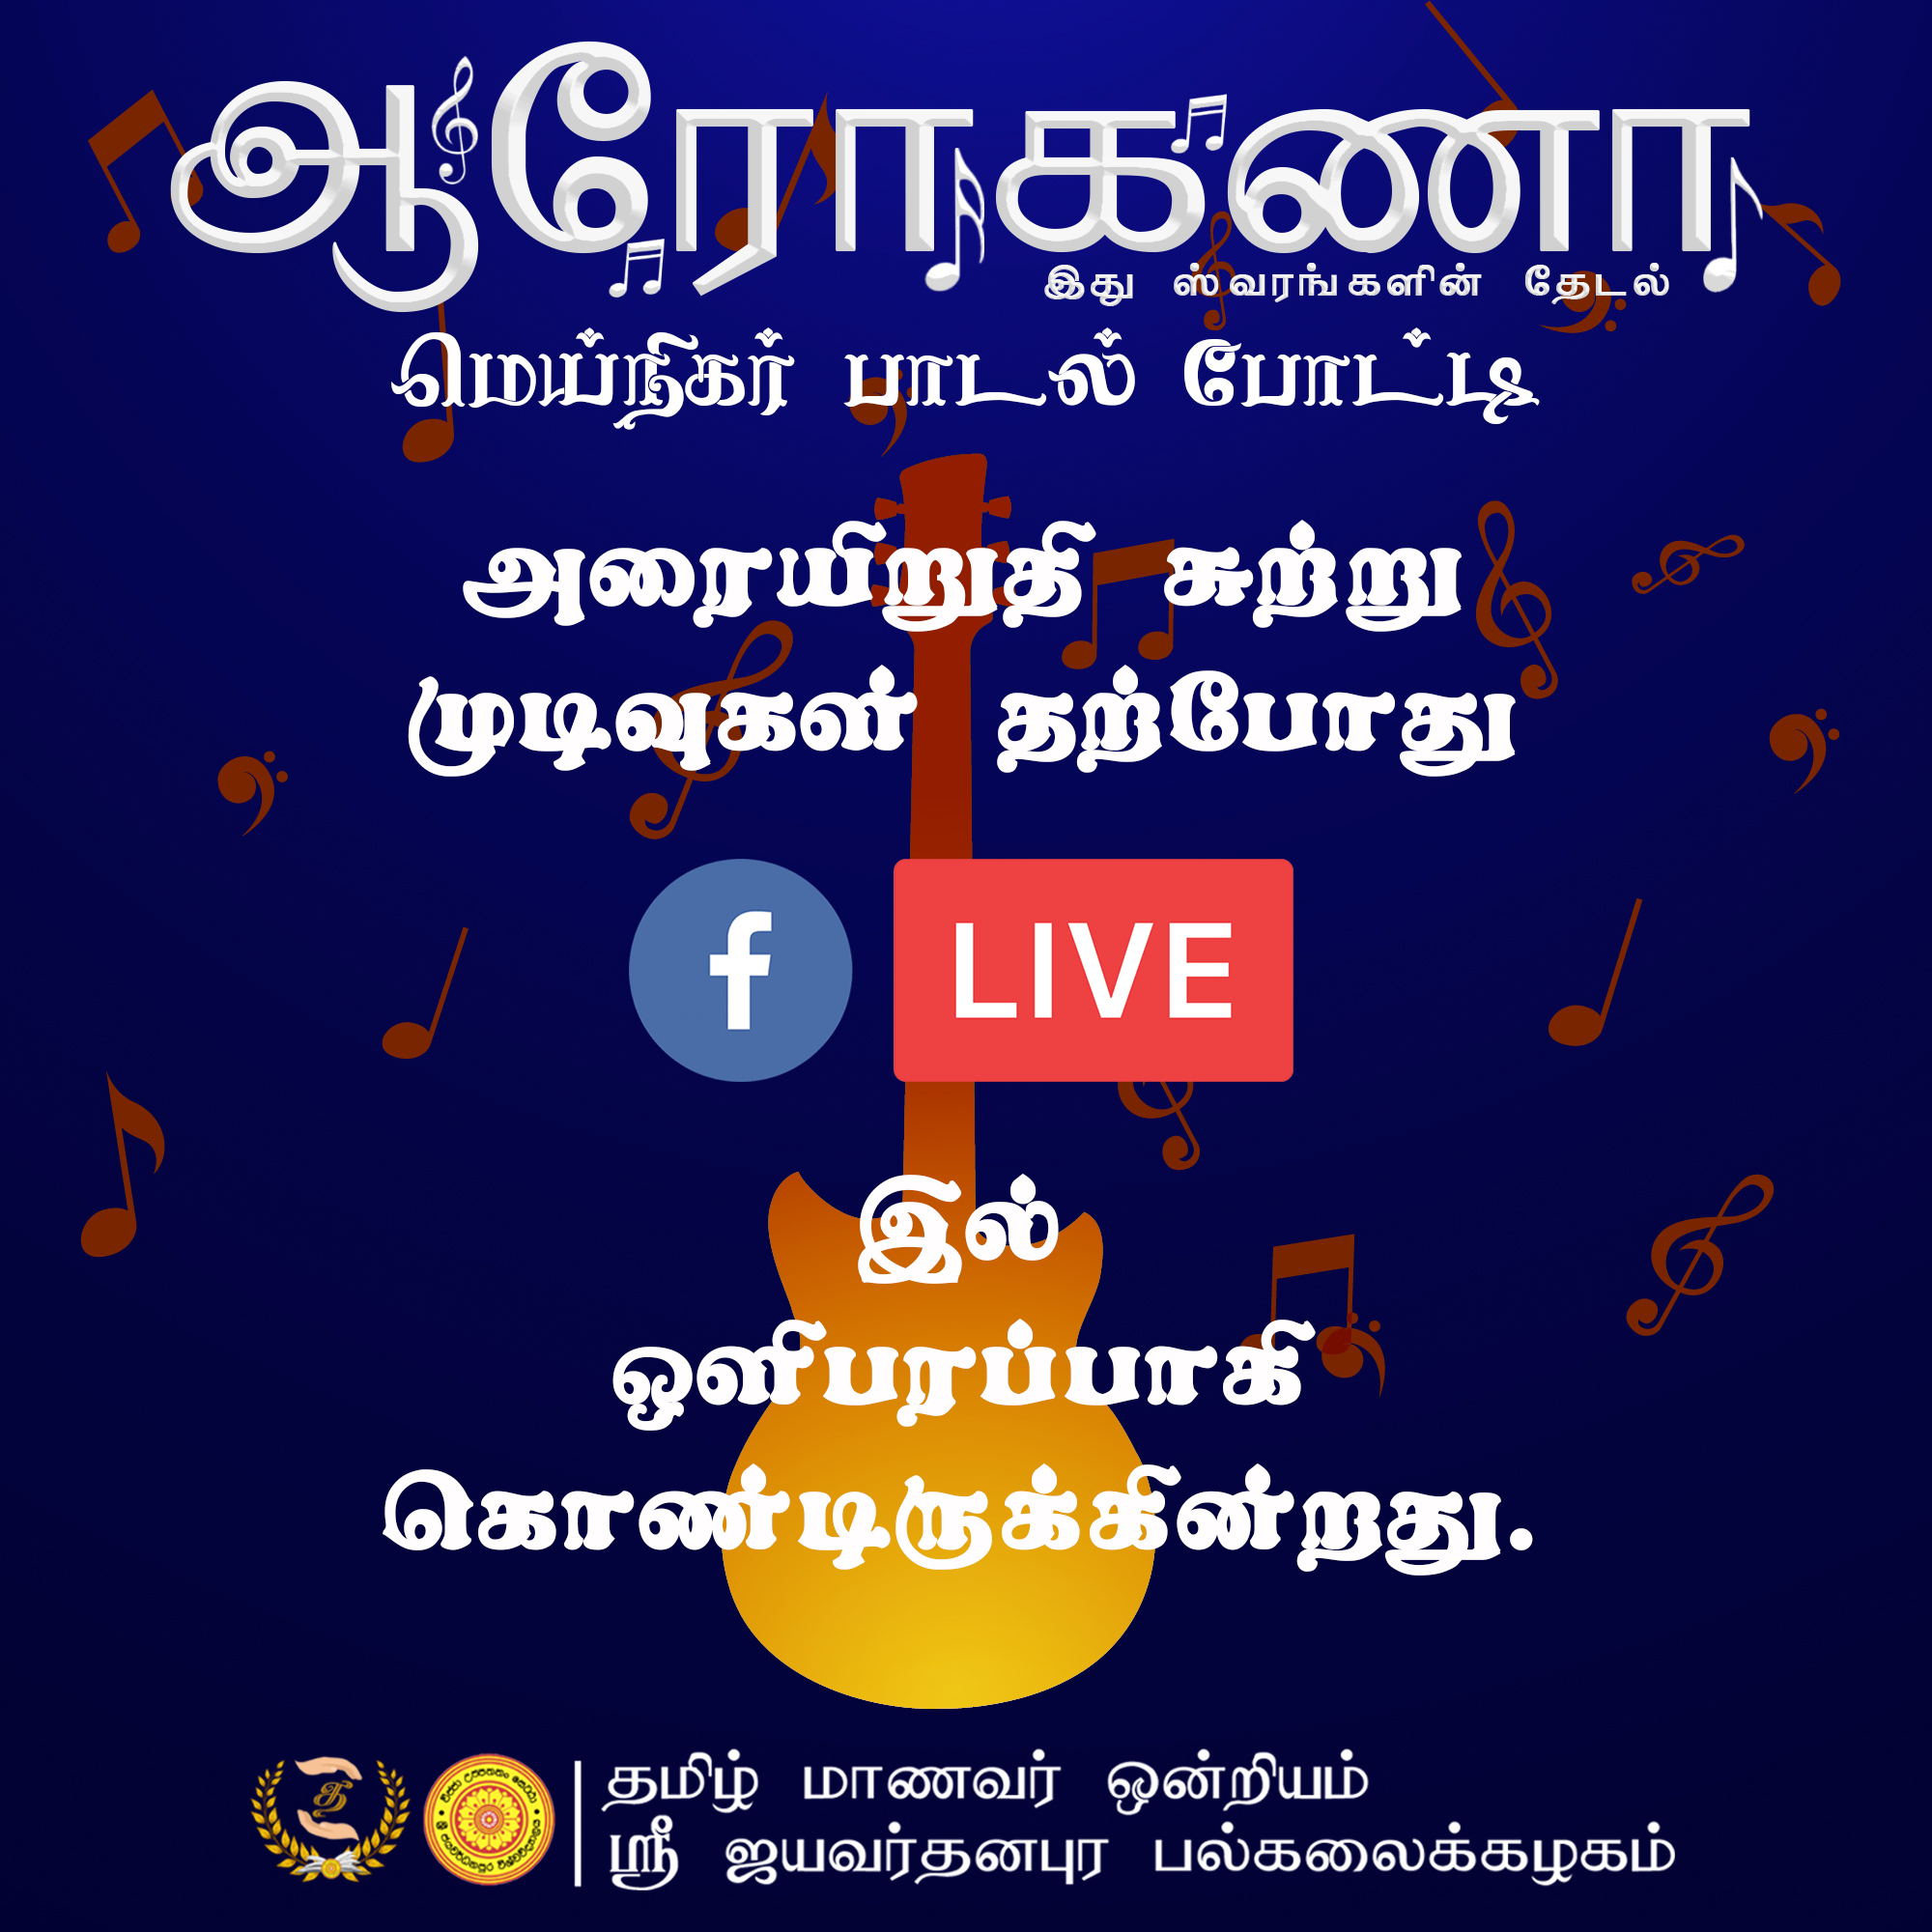 ஆரோகணா
இது ஸ்வரங்களின் தேடல்
மெய்நிகர் பாடல் போட்டி
அரையிறுதி சுற்று
முடிவுகள் தற்போது
f LIVE
இல்
ஒளிபரப்பாகி
கொண்டிருக்கின்றது.
தமிழ் மாணவர் ஒன்றியம்
ஸ்ரீ ஜயவர்தனபுர பல்கலைக்கழகம்